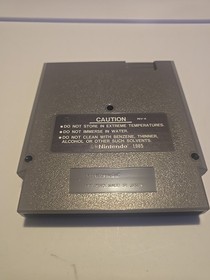 CAUTION
• DO NOT STORE IN EXTREME TEMPERATURES.
• DO NOT IMMERSE IN WATER.
• DO NOT CLEAN WITH BENZENE, THINNER,
ALCOHOL OR OTHER SUCH SOLVENTS.
©Nintendo 1985